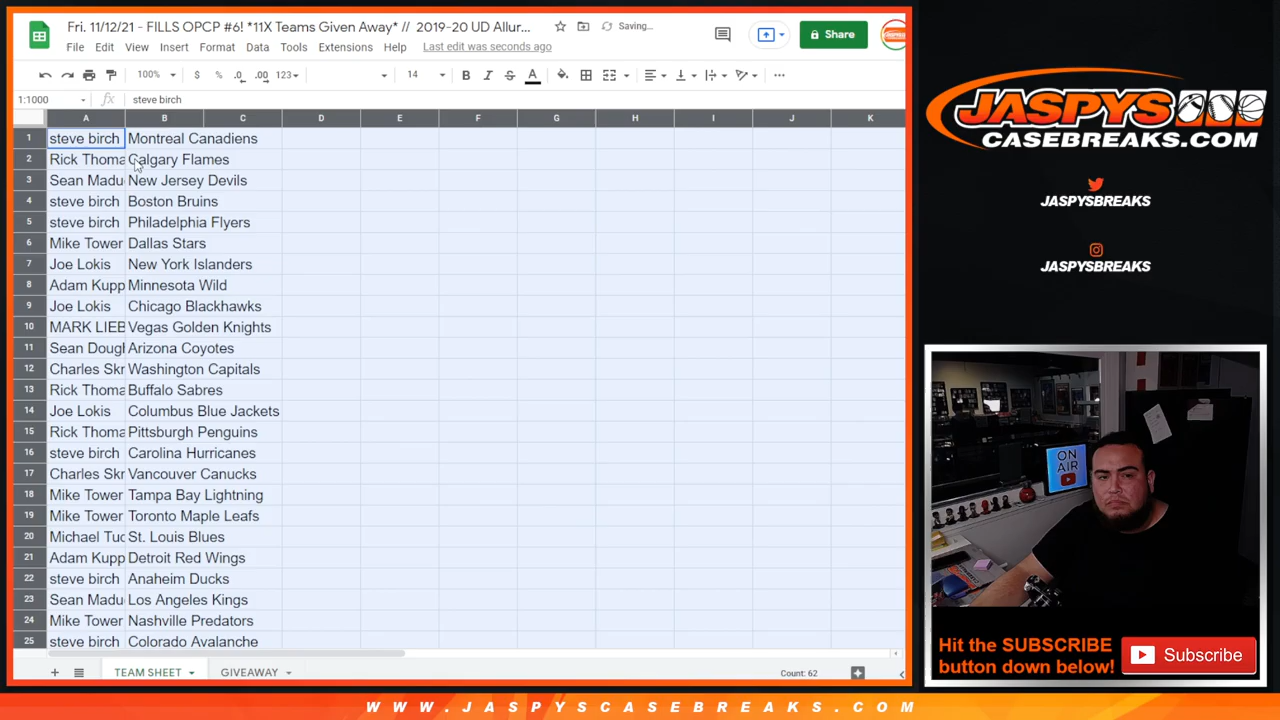 Fri. 11/12/21 - FILLS OPCP #6! *11X Teams Given Away* // 2019-20 UD Allur...
Saving...
Share
File Edit View Insert Format Data Tools Extensions Help Last edit was seconds ago
100% $ % .0 .00 123 14 B I S A
1:1000 fx steve birch
A B C D E F G H I J K
1 steve birch Montreal Canadiens
2 Rick Thoma Calgary Flames
3 Sean Madu New Jersey Devils
4 steve birch Boston Bruins
5 steve birch Philadelphia Flyers
6 Mike Tower Dallas Stars
7 Joe Lokis New York Islanders
8 Adam Kupp Minnesota Wild
9 Joe Lokis Chicago Blackhawks
10 MARK LIEB Vegas Golden Knights
11 Sean Dough Arizona Coyotes
12 Charles Skr Washington Capitals
13 Rick Thoma Buffalo Sabres
14 Joe Lokis Columbus Blue Jackets
15 Rick Thoma Pittsburgh Penguins
16 steve birch Carolina Hurricanes
17 Charles Skr Vancouver Canucks
18 Mike Tower Tampa Bay Lightning
19 Mike Tower Toronto Maple Leafs
20 Michael Tuc St. Louis Blues
21 Adam Kupp Detroit Red Wings
22 steve birch Anaheim Ducks
23 Sean Madu Los Angeles Kings
24 Mike Tower Nashville Predators
25 steve birch Colorado Avalanche
TEAM SHEET GIVEAWAY Count: 62
JASPYS
CASEBREAKS.COM
JASPYSBREAKS
JASPYSBREAKS
ON
AIR
Hit the SUBSCRIBE
button down below!
Subscribe
WWW.JASPYSCASEBREAKS.COM